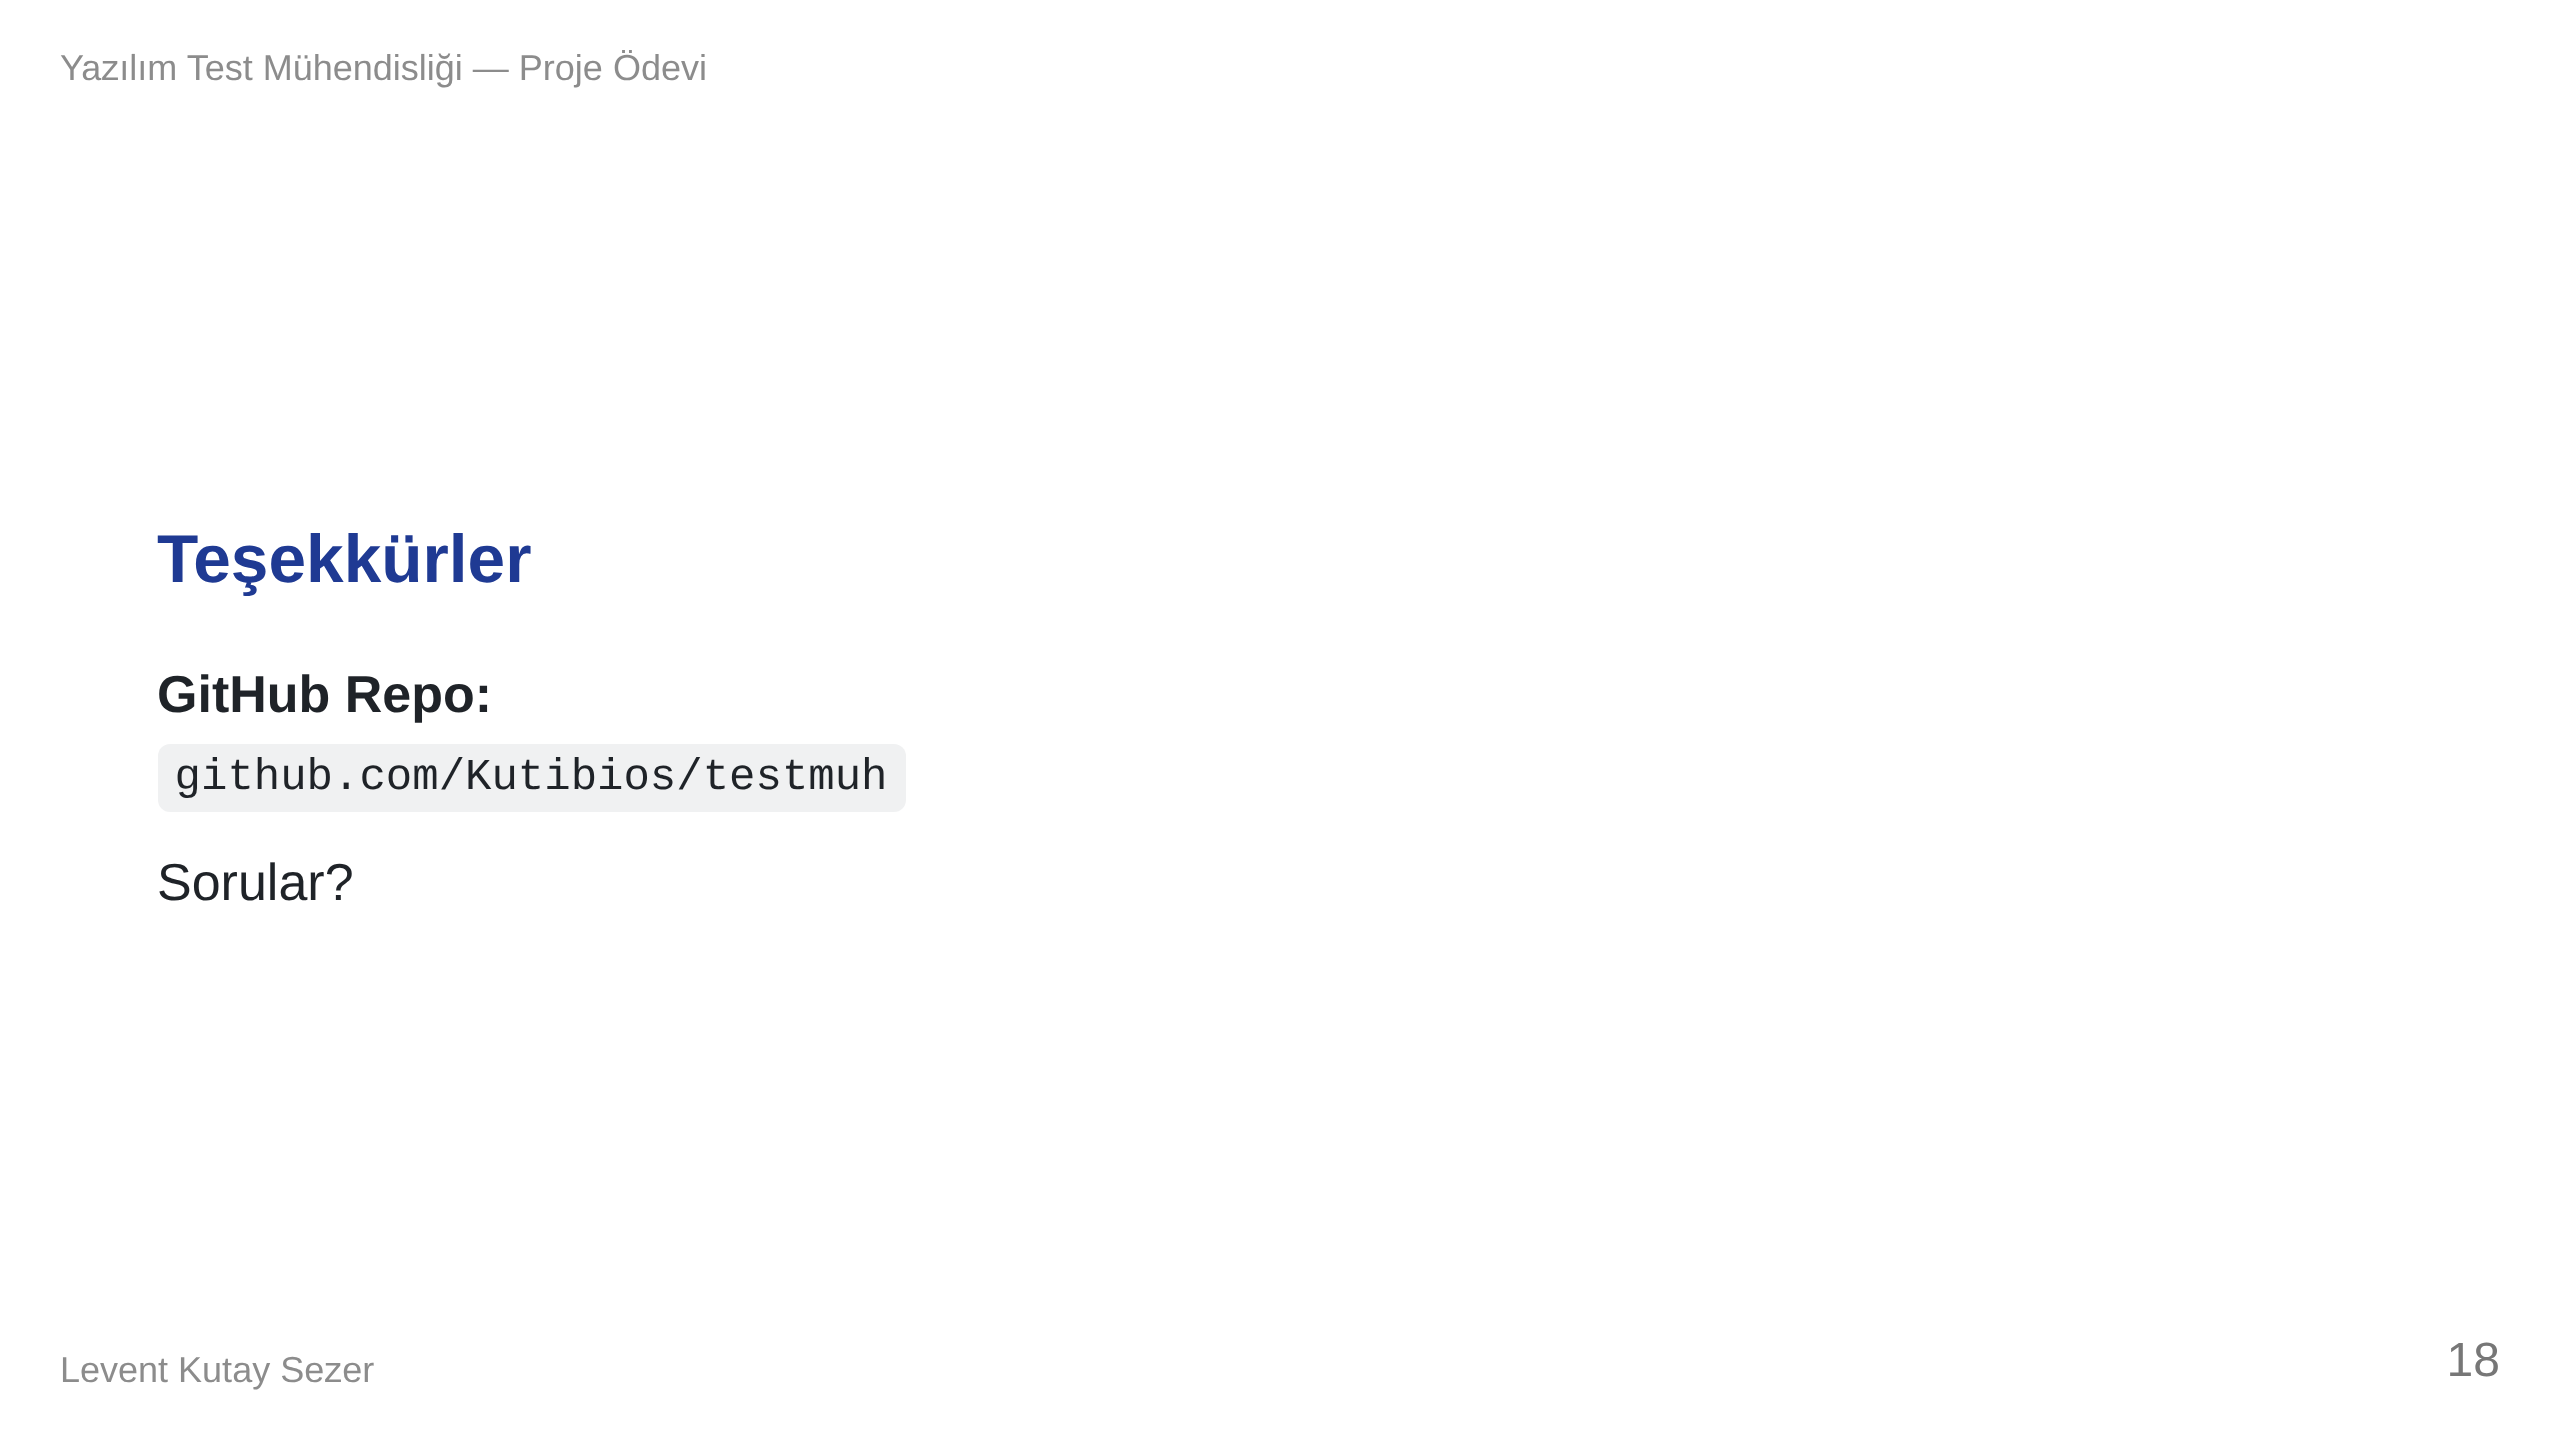 Yazılım Test Mühendisliği — Proje Ödevi
Teşekkürler
GitHub Repo:
github.com/Kutibios/testmuh
Sorular?
Levent Kutay Sezer
18